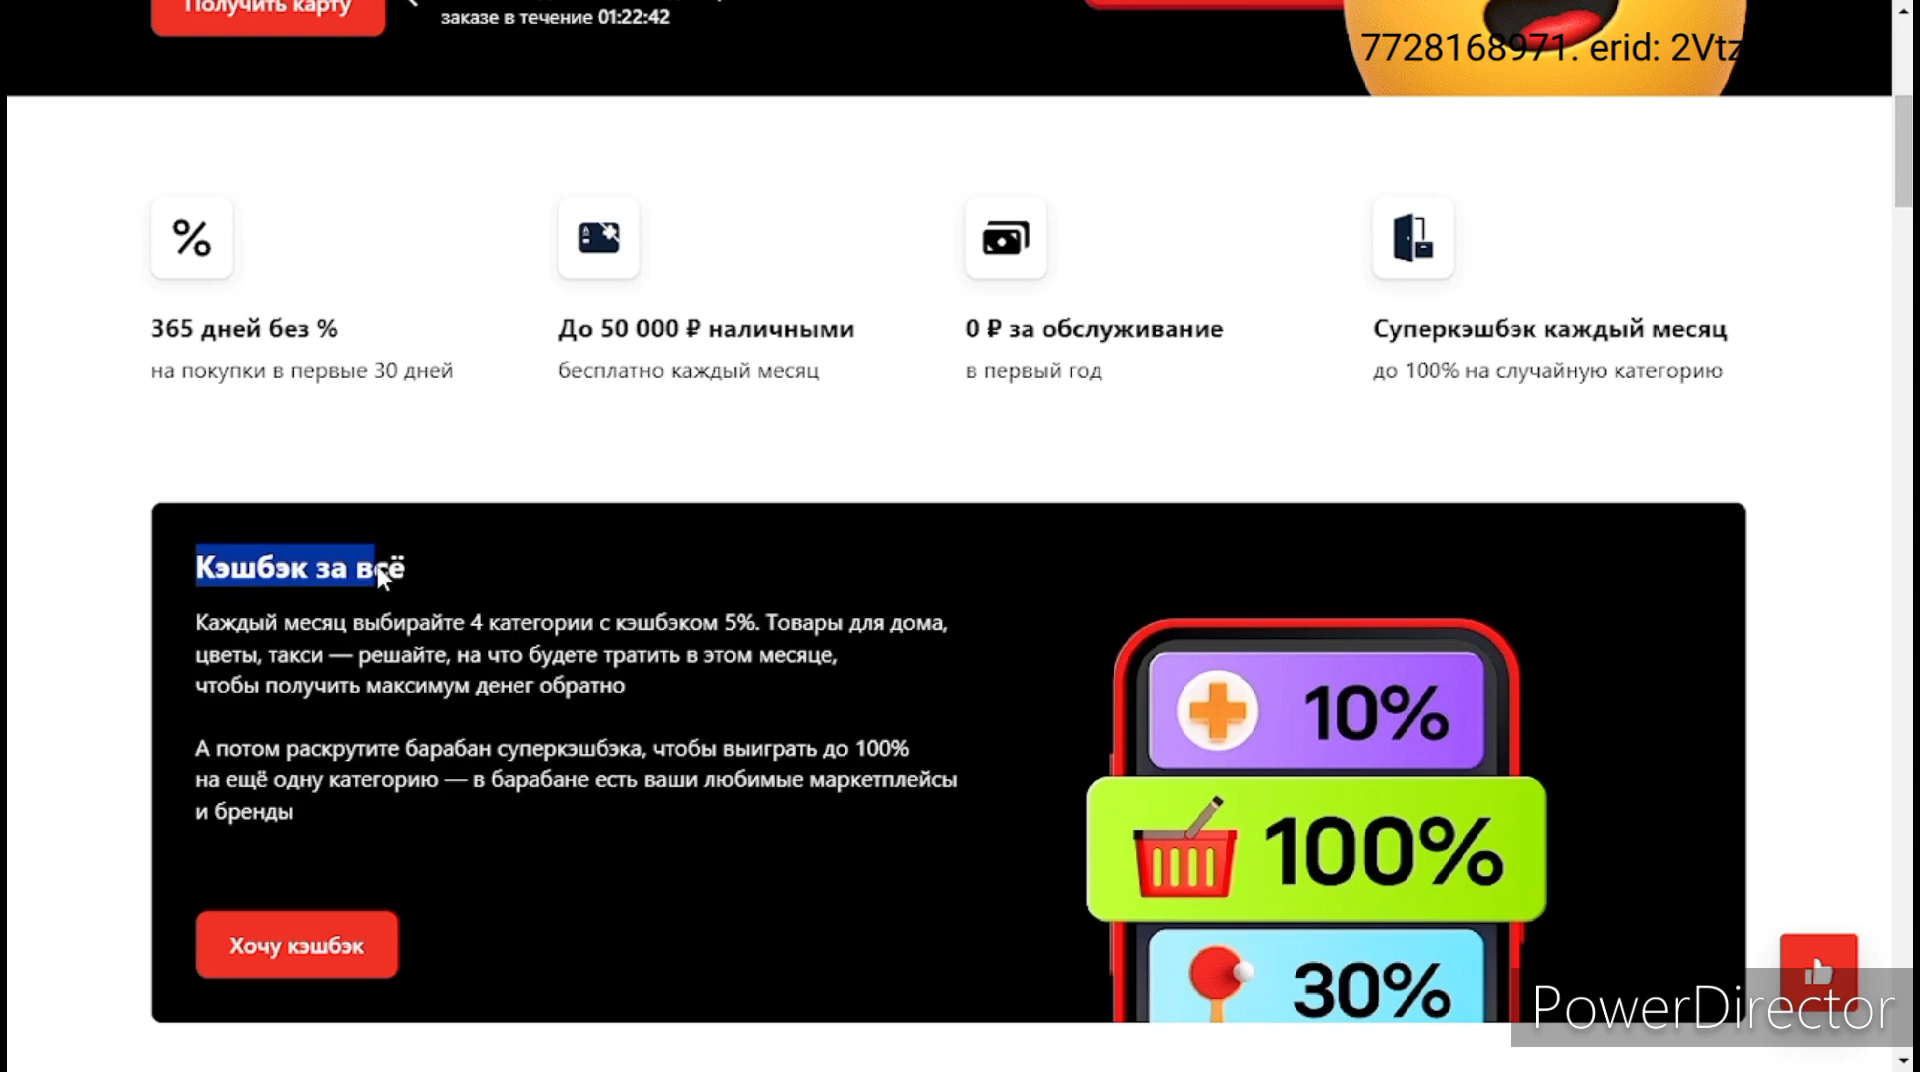 Получить карту
заказе в течение 01:22:42
7728168971. erid: 2Vtz
365 дней без %
на покупки в первые 30 дней
До 50 000 ₽ наличными
бесплатно каждый месяц
0 ₽ за обслуживание
в первый год
Суперкэшбэк каждый месяц
до 100% на случайную категорию
Кэшбэк за всё
Каждый месяц выбирайте 4 категории с кэшбэком 5%. Товары для дома,
цветы, такси — решайте, на что будете тратить в этом месяце,
чтобы получить максимум денег обратно
А потом раскрутите барабан суперкэшбэка, чтобы выиграть до 100%
на ещё одну категорию — в барабане есть ваши любимые маркетплейсы
и бренды
Хочу кэшбэк
10%
100%
30%
PowerDirector